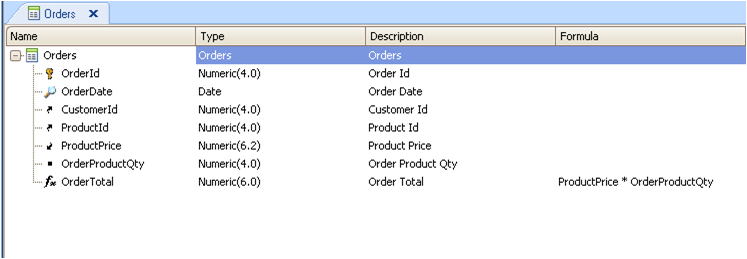 Orders
Name Type Description Formula
Orders Orders Orders
OrderId Numeric(4.0) Order Id
OrderDate Date Order Date
CustomerId Numeric(4.0) Customer Id
ProductId Numeric(4.0) Product Id
ProductPrice Numeric(6.2) Product Price
OrderProductQty Numeric(4.0) Order Product Qty
fx OrderTotal Numeric(6.0) Order Total ProductPrice * OrderProductQty